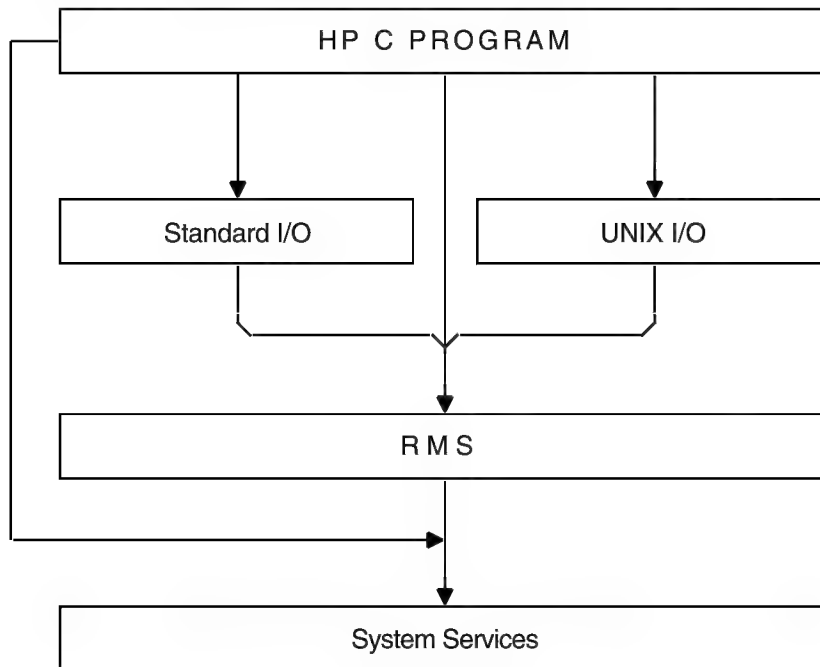 HP C PROGRAM
Standard I/O
UNIX I/O
RMS
System Services